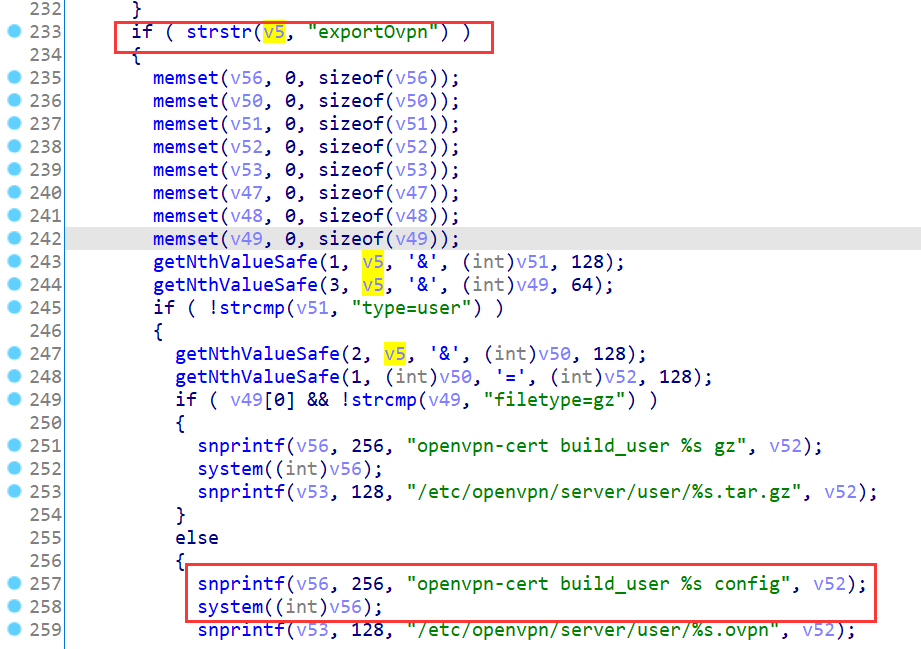 232 }
233 if ( strstr(v5, "exportOvpn") )
234 {
235 memset(v56, 0, sizeof(v56));
236 memset(v50, 0, sizeof(v50));
237 memset(v51, 0, sizeof(v51));
238 memset(v52, 0, sizeof(v52));
239 memset(v53, 0, sizeof(v53));
240 memset(v47, 0, sizeof(v47));
241 memset(v48, 0, sizeof(v48));
242 memset(v49, 0, sizeof(v49));
243 getNthValueSafe(1, v5, '&', (int)v51, 128);
244 getNthValueSafe(3, v5, '&', (int)v49, 64);
245 if ( !strcmp(v51, "type=user") )
246 {
247 getNthValueSafe(2, v5, '&', (int)v50, 128);
248 getNthValueSafe(1, (int)v50, '=', (int)v52, 128);
249 if ( v49[0] && !strcmp(v49, "filetype=gz") )
250 {
251 snprintf(v56, 256, "openvpn-cert build_user %s gz", v52);
252 system((int)v56);
253 snprintf(v53, 128, "/etc/openvpn/server/user/%s.tar.gz", v52);
254 }
255 else
256 {
257 snprintf(v56, 256, "openvpn-cert build_user %s config", v52);
258 system((int)v56);
259 snprintf(v53, 128, "/etc/openvpn/server/user/%s.ovpn", v52);